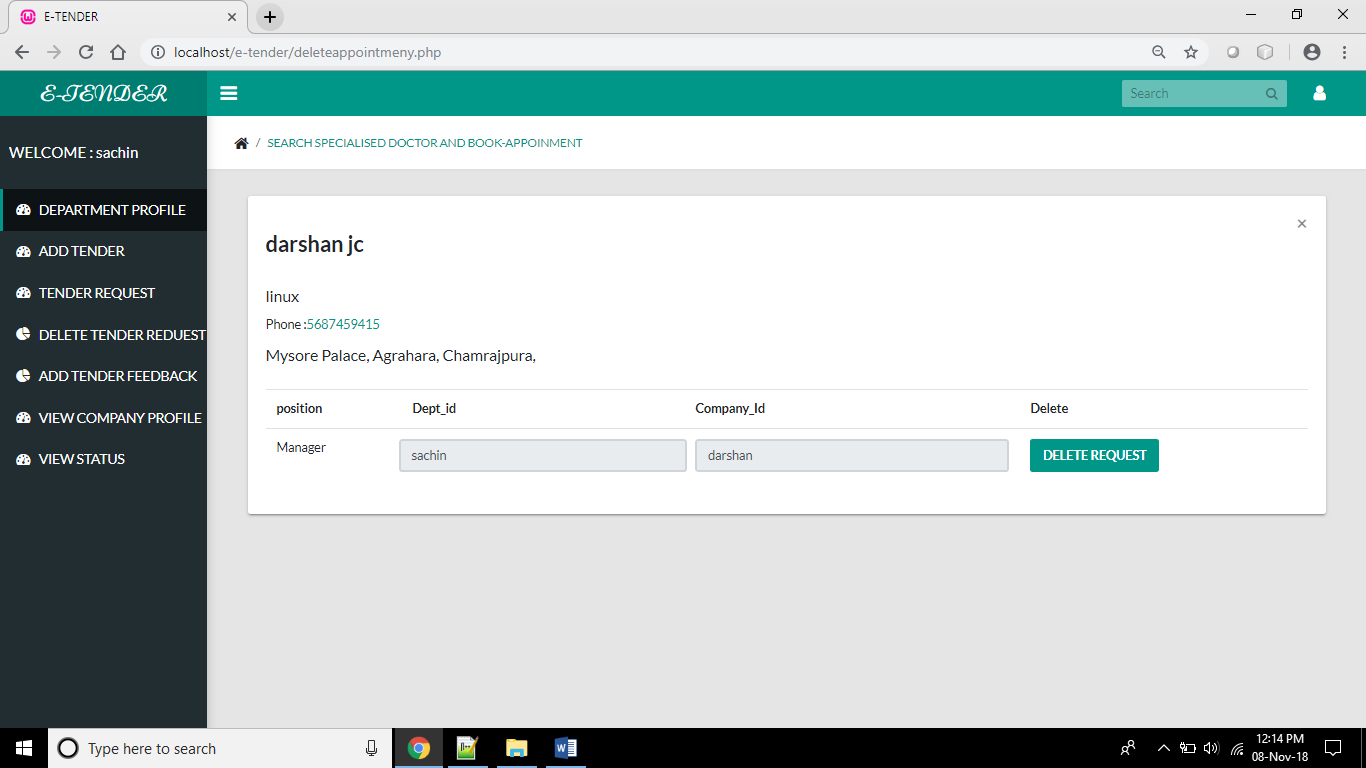 E-TENDER
localhost/e-tender/deleteappointmeny.php
E-TENDER
Search
WELCOME : sachin
/ SEARCH SPECIALISED DOCTOR AND BOOK-APPOINMENT
DEPARTMENT PROFILE
ADD TENDER
TENDER REQUEST
DELETE TENDER REDUEST
ADD TENDER FEEDBACK
VIEW COMPANY PROFILE
VIEW STATUS
darshan jc
linux
Phone :5687459415
Mysore Palace, Agrahara, Chamrajpura,
position Dept_id Company_Id Delete
Manager sachin darshan DELETE REQUEST
Type here to search
12:14 PM
08-Nov-18